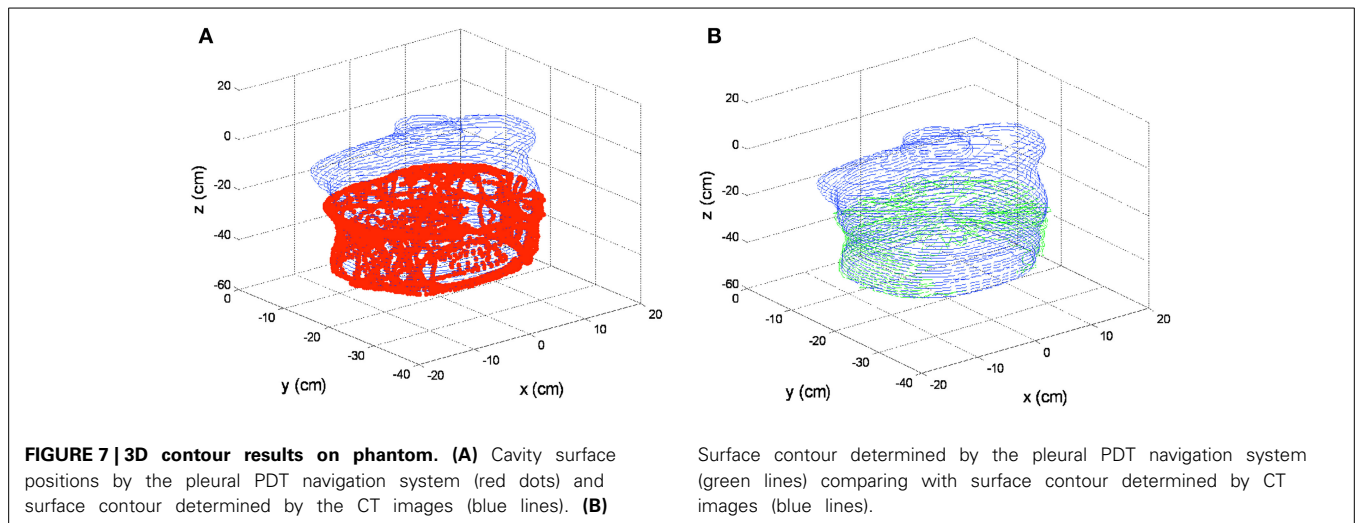 A
20
0
-20
-40
-60
z (cm)
0
-10
-20
-30
-40
y (cm)
-20
-10
0
10
20
x (cm)
B
20
0
-20
-40
-60
z (cm)
0
-10
-20
-30
-40
y (cm)
-20
-10
0
10
20
x (cm)
FIGURE 7 | 3D contour results on phantom. (A) Cavity surface
positions by the pleural PDT navigation system (red dots) and
surface contour determined by the CT images (blue lines). (B)
Surface contour determined by the pleural PDT navigation system
(green lines) comparing with surface contour determined by CT
images (blue lines).